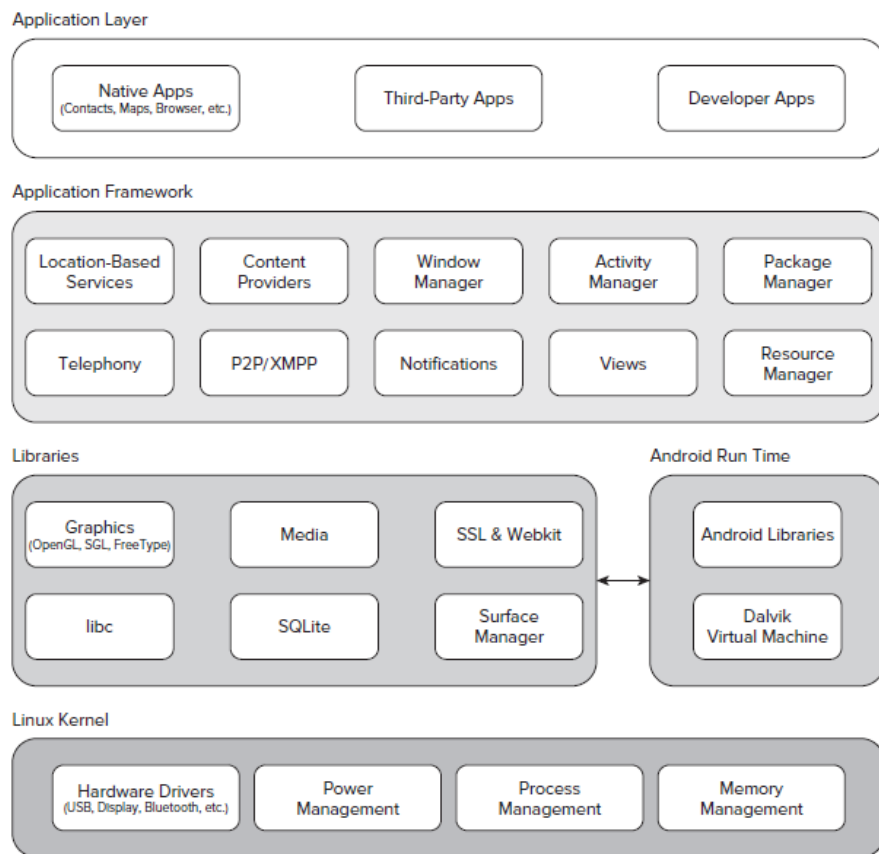 Application Layer
Native Apps
(Contacts, Maps, Browser, etc.)
Third-Party Apps
Developer Apps
Application Framework
Location-Based
Services
Content
Providers
Window
Manager
Activity
Manager
Package
Manager
Telephony
P2P/XMPP
Notifications
Views
Resource
Manager
Libraries
Graphics
(OpenGL, SGL, FreeType)
Media
SSL & Webkit
libc
SQLite
Surface
Manager
Android Run Time
Android Libraries
Dalvik
Virtual Machine
Linux Kernel
Hardware Drivers
(USB, Display, Bluetooth, etc.)
Power
Management
Process
Management
Memory
Management